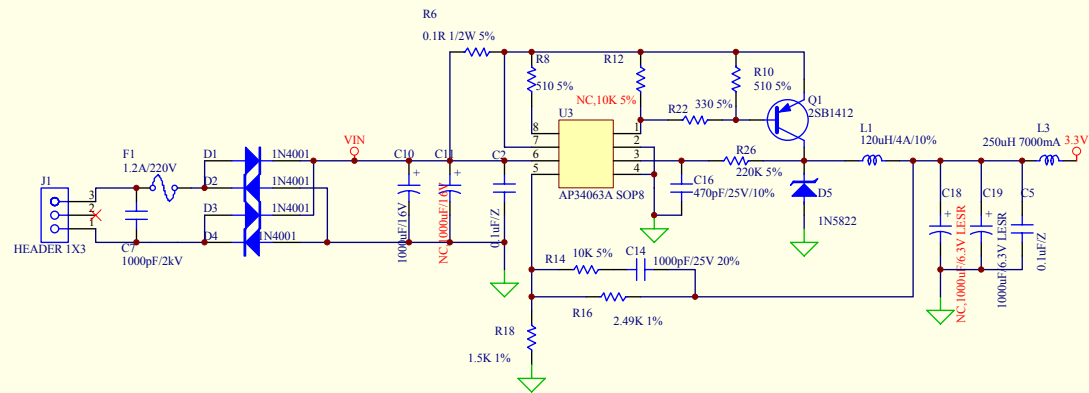 R6
0.1R 1/2W 5%
R8
510 5%
R12
NC,10K 5%
R10
510 5%
Q1
2SB1412
R22
330 5%
U3
8
7
6
5
1
2
3
4
AP34063A SOP8
VIN
F1
1.2A/220V
J1
3
2
1
HEADER 1X3
C7
1000pF/2kV
D1
1N4001
D2
1N4001
D3
1N4001
D4
1N4001
C10
+
1000uF/16V
C11
+
NC,1000uF/16V
C2
0.1uF/Z
R26
220K 5%
C16
470pF/25V/10%
D5
1N5822
L1
120uH/4A/10%
L3
250uH 7000mA
3.3V
C18
+
NC,1000uF/6.3V LESR
C19
+
1000uF/6.3V LESR
C5
0.1uF/Z
R14
10K 5%
C14
1000pF/25V 20%
R16
2.49K 1%
R18
1.5K 1%